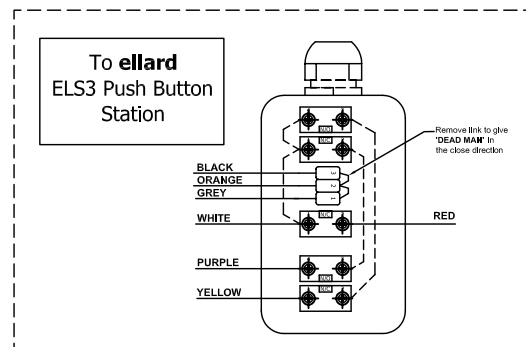 To ellard
ELS3 Push Button
Station
Remove link to give
'DEAD MAN' in
the close direction
N/O
N/C
BLACK
3
ORANGE
2
GREY
1
WHITE
N/C
RED
PURPLE
N/O
YELLOW
N/C